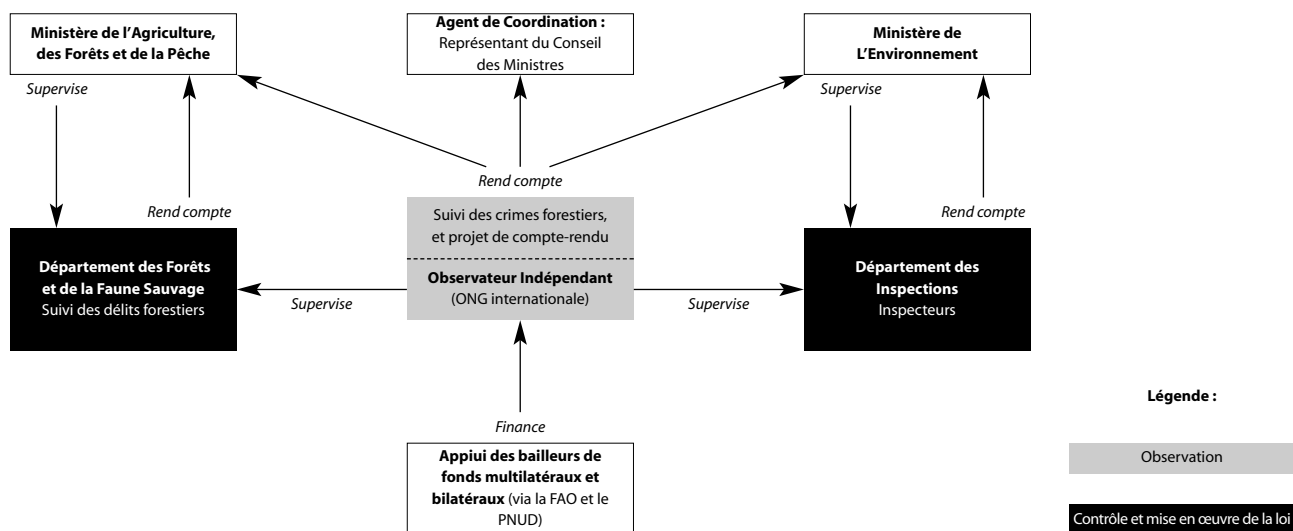 Ministère de l’Agriculture,
des Forêts et de la Pêche
Agent de Coordination :
Représentant du Conseil
des Ministres
Ministère de
L’Environnement
Supervise
Supervise
Rend compte
Rend compte
Rend compte
Suivi des crimes forestiers,
et projet de compte-rendu
Département des Forêts
et de la Faune Sauvage
Suivi des délits forestiers
Observateur Indépendant
(ONG internationale)
Département des
Inspections
Inspecteurs
Supervise
Supervise
Finance
Appiui des bailleurs de
fonds multilatéraux et
bilatéraux (via la FAO et le
PNUD)
Légende :
Observation
Contrôle et mise en œuvre de la loi